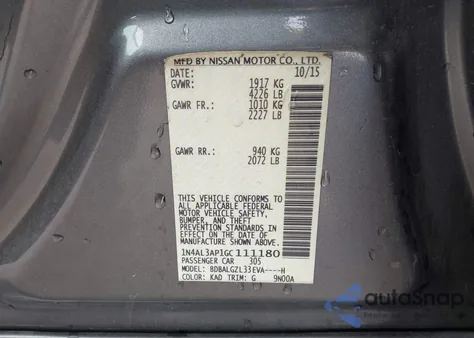 MFD BY NISSAN MOTOR CO., LTD.
DATE: 10/15
GVWR: 1917 KG
4226 LB
GAWR FR.: 1010 KG
2227 LB
GAWR RR.: 940 KG
2072 LB
THIS VEHICLE CONFORMS TO
ALL APPLICABLE FEDERAL
MOTOR VEHICLE SAFETY,
BUMPER, AND THEFT
PREVENTION STANDARDS
IN EFFECT ON THE DATE OF
MANUFACTURE SHOWN ABOVE.
1N4AL3AP1GC111180
PASSENGER CAR 305
MODEL: BDBALGZL33EVA----H
COLOR: KAD TRIM: G 9N00A
autoSnap